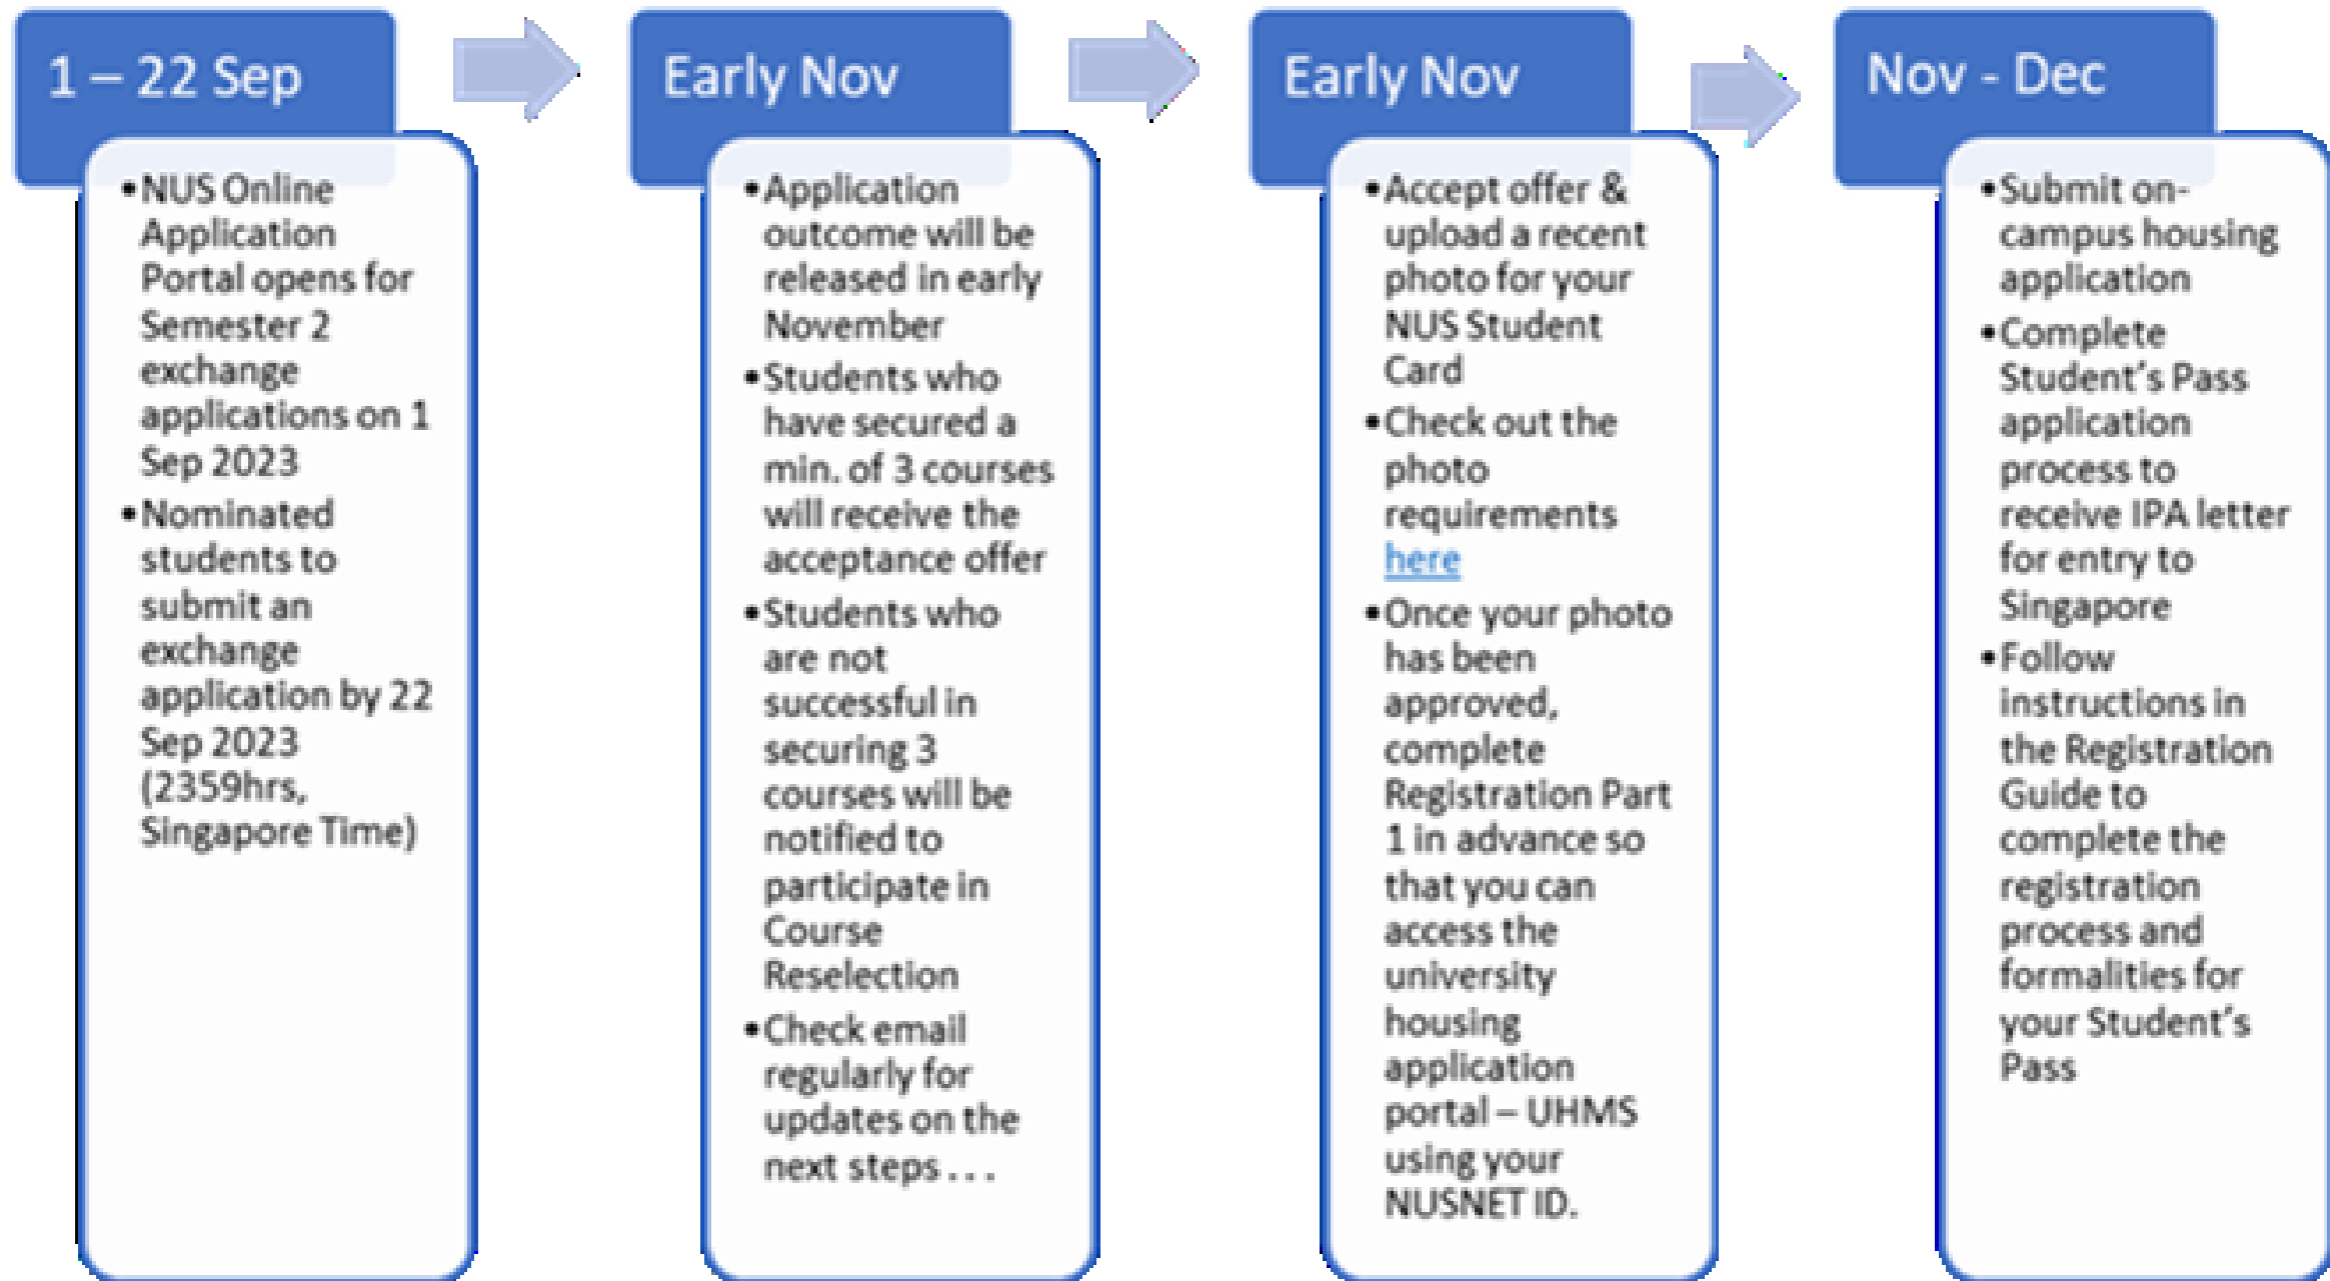 1 – 22 Sep
•NUS Online
Application
Portal opens for
Semester 2
exchange
applications on 1
Sep 2023
•Nominated
students to
submit an
exchange
application by 22
Sep 2023
(2359hrs,
Singapore Time)
Early Nov
•Application
outcome will be
released in early
November
•Students who
have secured a
min. of 3 courses
will receive the
acceptance offer
•Students who
are not
successful in
securing 3
courses will be
notified to
participate in
Course
Reselection
•Check email
regularly for
updates on the
next steps . . .
Early Nov
•Accept offer &
upload a recent
photo for your
NUS Student
Card
•Check out the
photo
requirements
here
•Once your photo
has been
approved,
complete
Registration Part
1 in advance so
that you can
access the
university
housing
application
portal – UHMS
using your
NUSNET ID.
Nov - Dec
•Submit on-
campus housing
application
•Complete
Student’s Pass
application
process to
receive IPA letter
for entry to
Singapore
•Follow
instructions in
the Registration
Guide to
complete the
registration
process and
formalities for
your Student’s
Pass